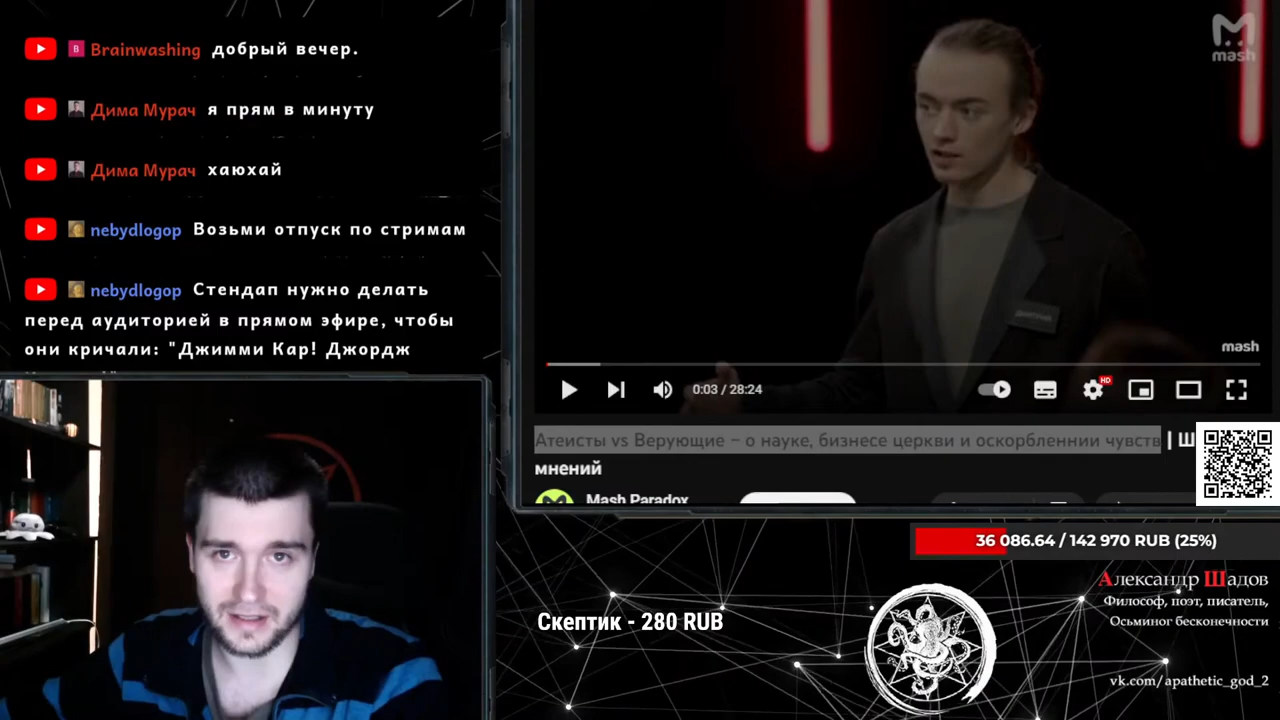 Brainwashing добрый вечер.
Дима Мурач я прям в минуту
Дима Мурач хаюхай
nebydlogop Возьми отпуск по стримам
nebydlogop Стендап нужно делать
перед аудиторией в прямом эфире, чтобы
они кричали: "Джимми Кар! Джордж
mash
mash
0:03 / 28:24
HD
Атеисты vs Верующие – о науке, бизнесе церкви и оскорбленнии чувств | Ш
мнений
Mash Paradox
36 086.64 / 142 970 RUB (25%)
Скептик - 280 RUB
Александр Шадов
Философ, поэт, писатель,
Осьминог бесконечности
vk.com/apathetic_god_2